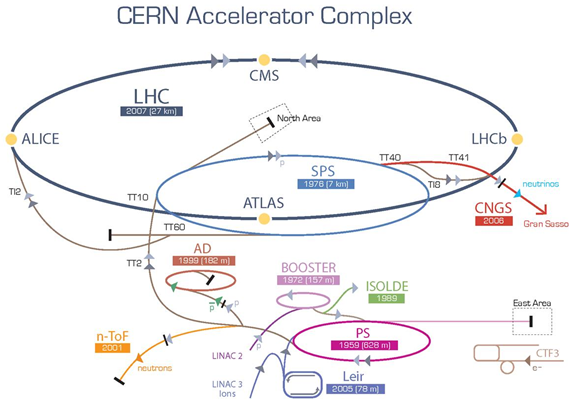 CERN Accelerator Complex
CMS
LHC
2007 (27 km)
North Area
ALICE
LHCb
p
SPS
1976 (7 km)
TT40
TT41
TI2
TI8
TT10
ATLAS
neutrinos
CNGS
2006
Gran Sasso
TT60
AD
1999 (182 m)
BOOSTER
1972 (157 m)
ISOLDE
1989
TT2
p
p
East Area
n-ToF
2001
neutrons
LINAC 2
p
PS
1959 (628 m)
CTF3
e-
LINAC 3
Ions
Leir
2005 (78 m)